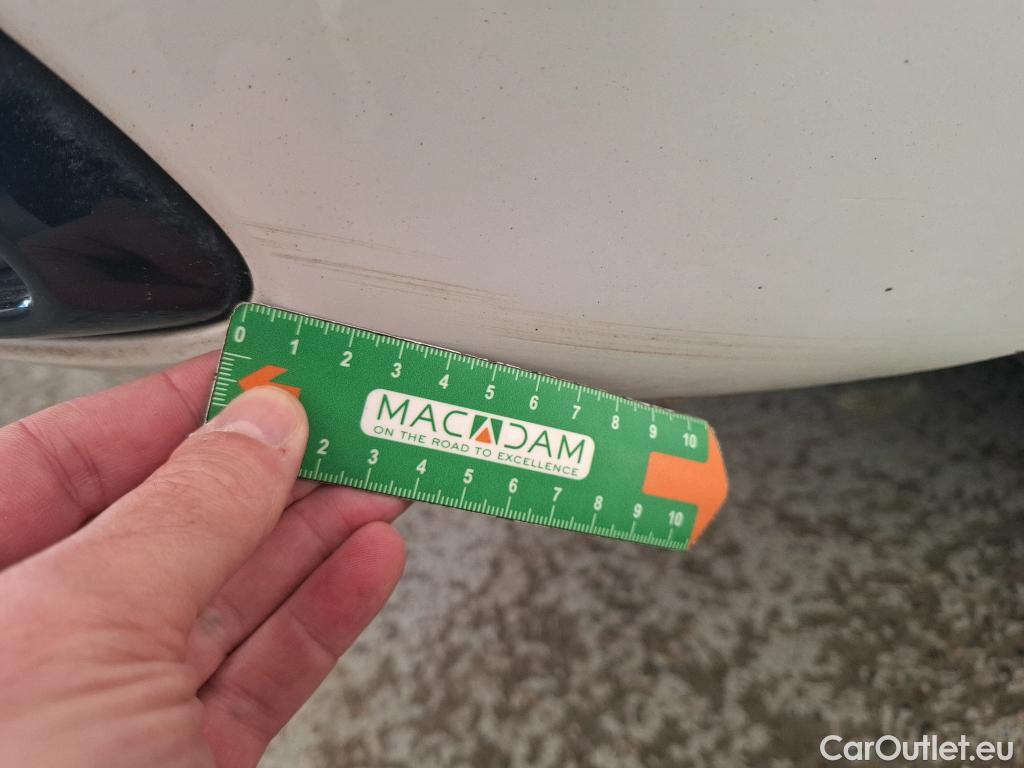 0 1 2 3 4 5 6 7 8 9 10
MACADAM
ON THE ROAD TO EXCELLENCE
2 3 4 5 6 7 8 9 10
CarOutlet.eu